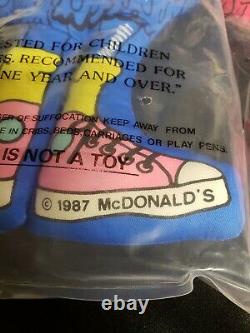 ESTED FOR CHILDREN
S. RECOMMENDED FOR
NE YEAR AND OVER."
ER OF SUFFOCATION KEEP AWAY FROM
E IN CRIBS, BEDS, CARRIAGES OR PLAY PENS.
IS NOT A TOY
© 1987 McDONALD'S